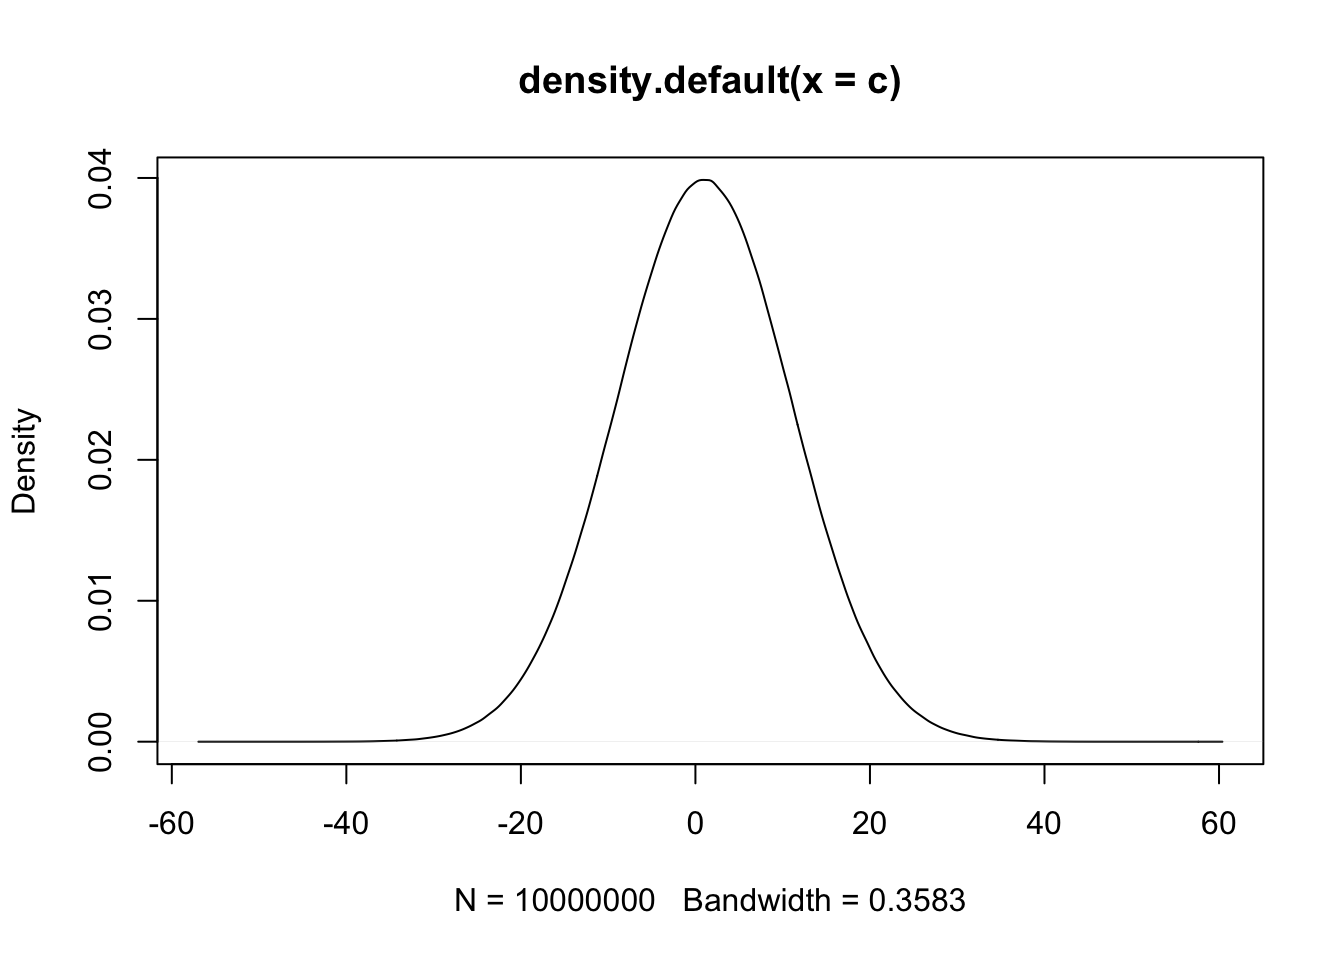 density.default(x = c)
Density
0.04
0.03
0.02
0.01
0.00
-60 -40 -20 0 20 40 60
N = 10000000 Bandwidth = 0.3583